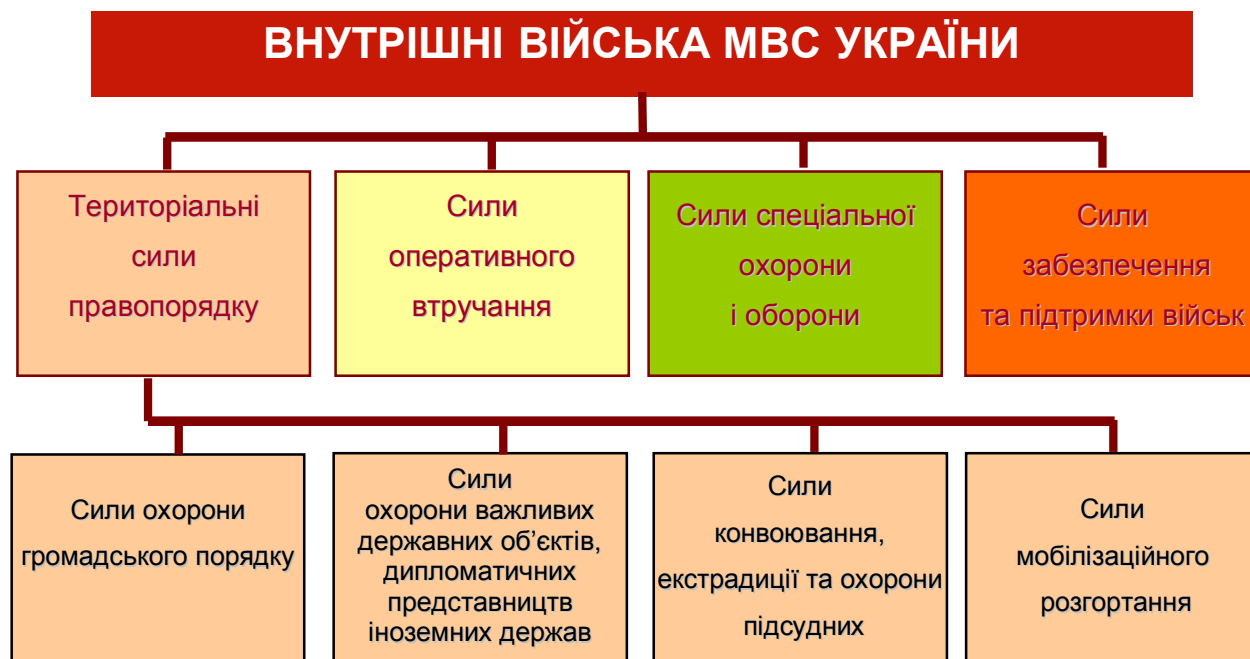 ВНУТРІШНІ ВІЙСЬКА МВС УКРАЇНИ
Територіальні
сили
правопорядку
Сили
оперативного
втручання
Сили спеціальної
охорони
і оборони
Сили
забезпечення
та підтримки військ
Сили охорони
громадського порядку
Сили
охорони важливих
державних об’єктів,
дипломатичних
представництв
іноземних держав
Сили
конвоювання,
екстрадиції та охорони
підсудних
Сили
мобілізаційного
розгортання